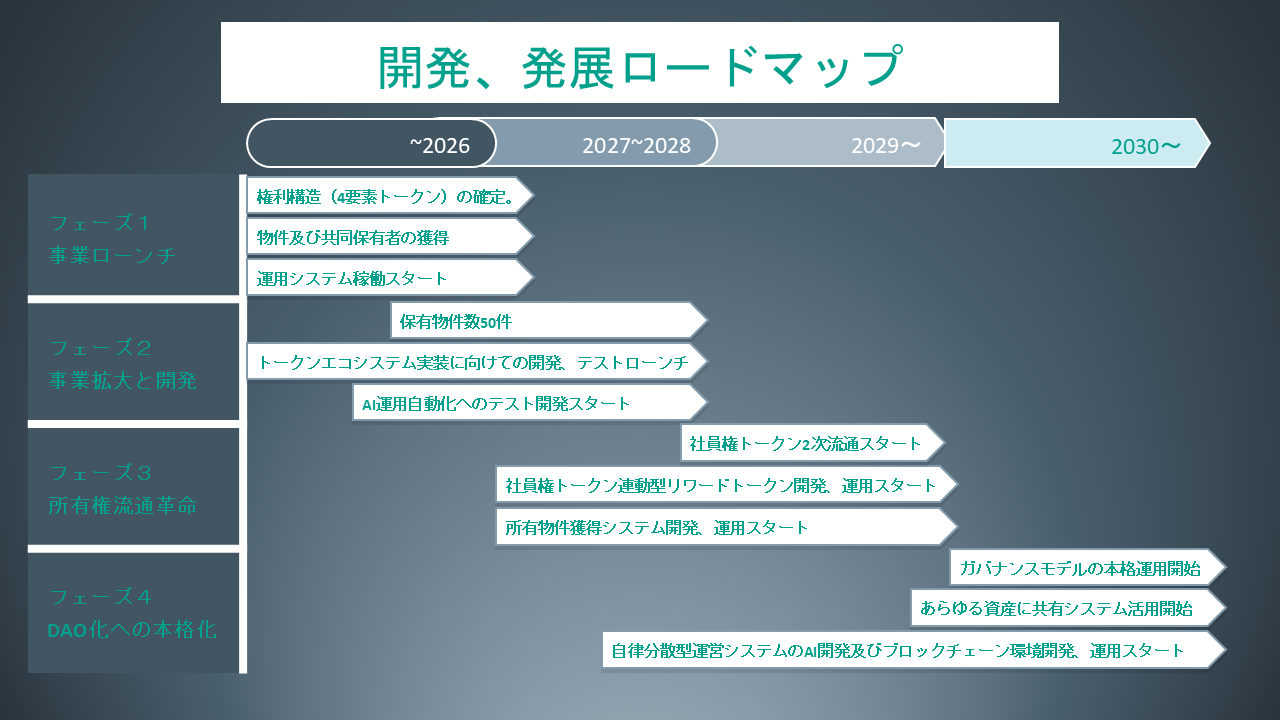 開発、発展ロードマップ
~2026
2027~2028
2029～
2030～
フェーズ１
事業ローンチ
権利構造（4要素トークン）の確定。
物件及び共同保有者の獲得
運用システム稼働スタート
フェーズ２
事業拡大と開発
保有物件数50件
トークンエコシステム実装に向けての開発、テストローンチ
AI運用自動化へのテスト開発スタート
フェーズ３
所有権流通革命
社員権トークン2次流通スタート
社員権トークン連動型リワードトークン開発、運用スタート
所有物件獲得システム開発、運用スタート
フェーズ４
DAO化への本格化
ガバナンスモデルの本格運用開始
あらゆる資産に共有システム活用開始
自律分散型運営システムのAI開発及びブロックチェーン環境開発、運用スタート